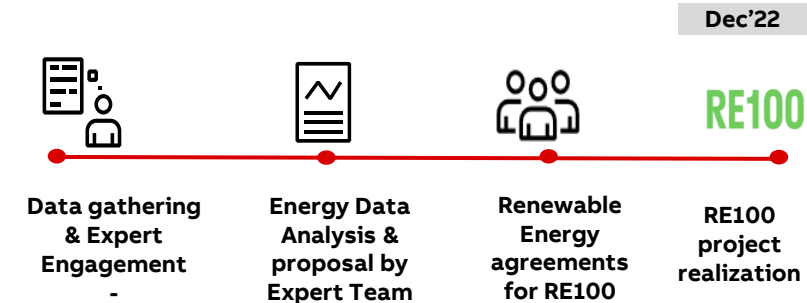 Dec’22
RE100
Data gathering
& Expert
Engagement
-
Energy Data
Analysis &
proposal by
Expert Team
Renewable
Energy
agreements
for RE100
RE100
project
realization